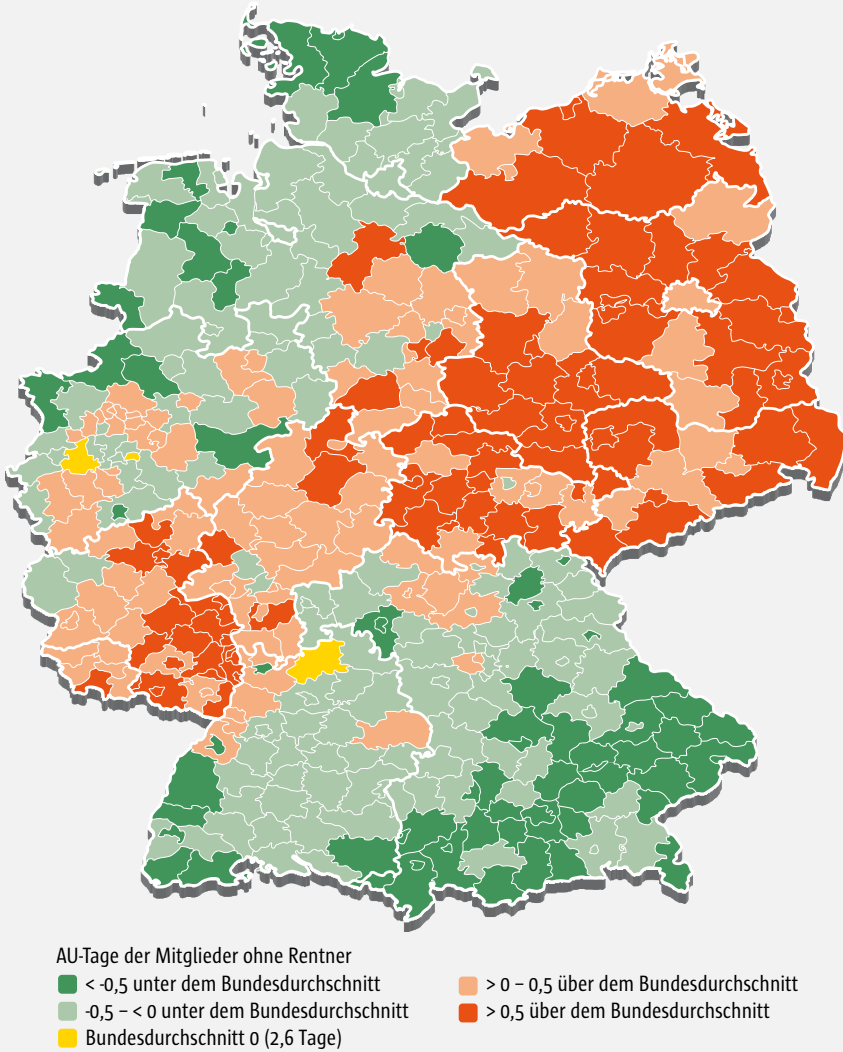 AU-Tage der Mitglieder ohne Rentner
< -0,5 unter dem Bundesdurchschnitt
-0,5 – < 0 unter dem Bundesdurchschnitt
Bundesdurchschnitt 0 (2,6 Tage)
> 0 – 0,5 über dem Bundesdurchschnitt
> 0,5 über dem Bundesdurchschnitt